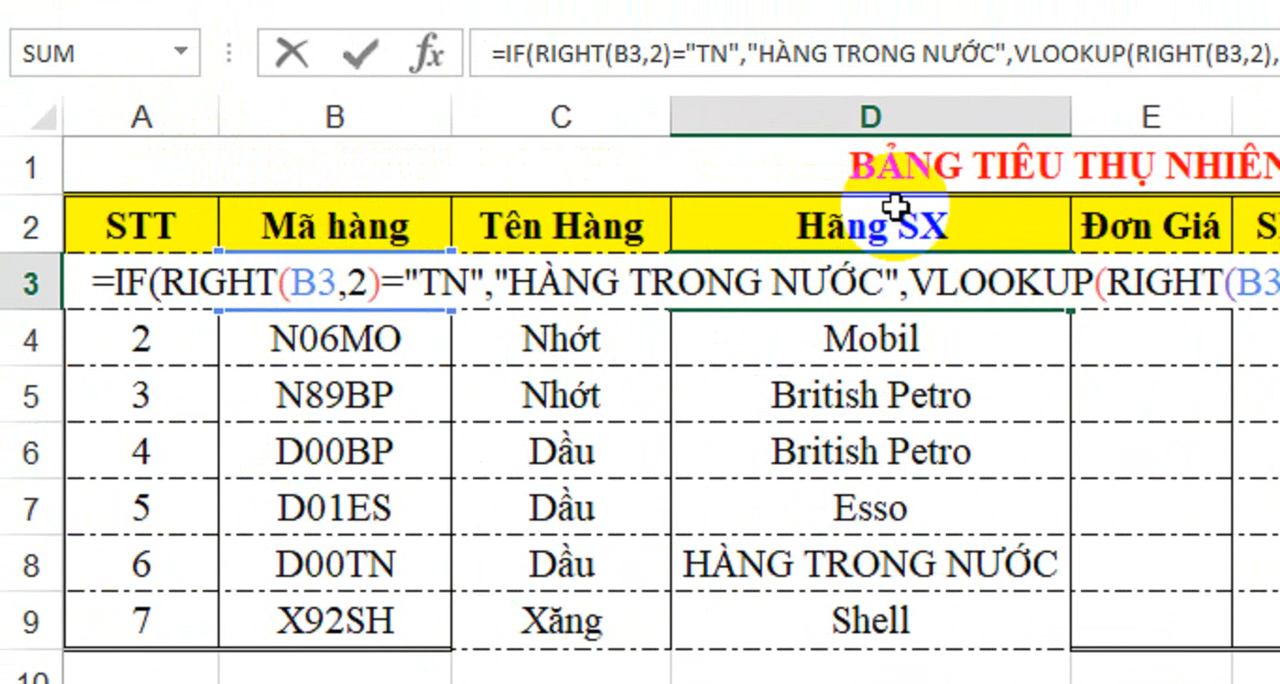 SUM =IF(RIGHT(B3,2)="TN","HÀNG TRONG NƯỚC",VLOOKUP(RIGHT(B3,2),
A B C D E
1 BẢNG TIÊU THỤ NHIÊN
2 STT Mã hàng Tên Hàng Hãng SX Đơn Giá S
3 =IF(RIGHT(B3,2)="TN","HÀNG TRONG NƯỚC",VLOOKUP(RIGHT(B3
4 2 N06MO Nhớt Mobil
5 3 N89BP Nhớt British Petro
6 4 D00BP Dầu British Petro
7 5 D01ES Dầu Esso
8 6 D00TN Dầu HÀNG TRONG NƯỚC
9 7 X92SH Xăng Shell
10